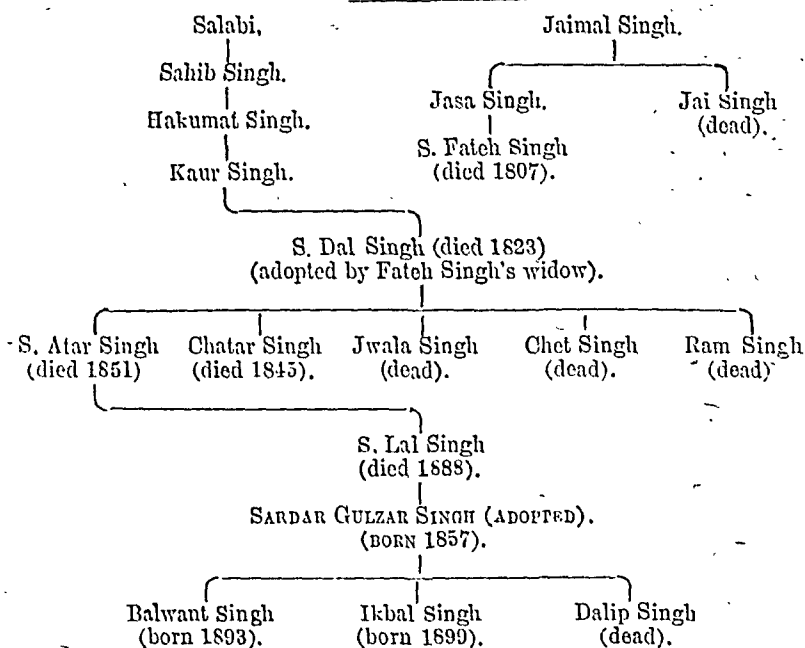 Salabi,
Jaimal Singh.
Sahib Singh.
Jasa Singh.
Jai Singh
(dead).
Hakumat Singh.
S. Fateh Singh
(died 1807).
Kaur Singh.
S. Dal Singh (died 1823)
(adopted by Fateh Singh's widow).
S. Atar Singh
(died 1851)
Chatar Singh
(died 1845).
Jwala Singh
(dead).
Chet Singh
(dead).
Ram Singh
(dead)
S. Lal Singh
(died 1888).
SARDAR GULZAR SINGH (ADOPTED).
(BORN 1857).
Balwant Singh
(born 1893).
Ikbal Singh
(born 1899).
Dalip Singh
(dead).